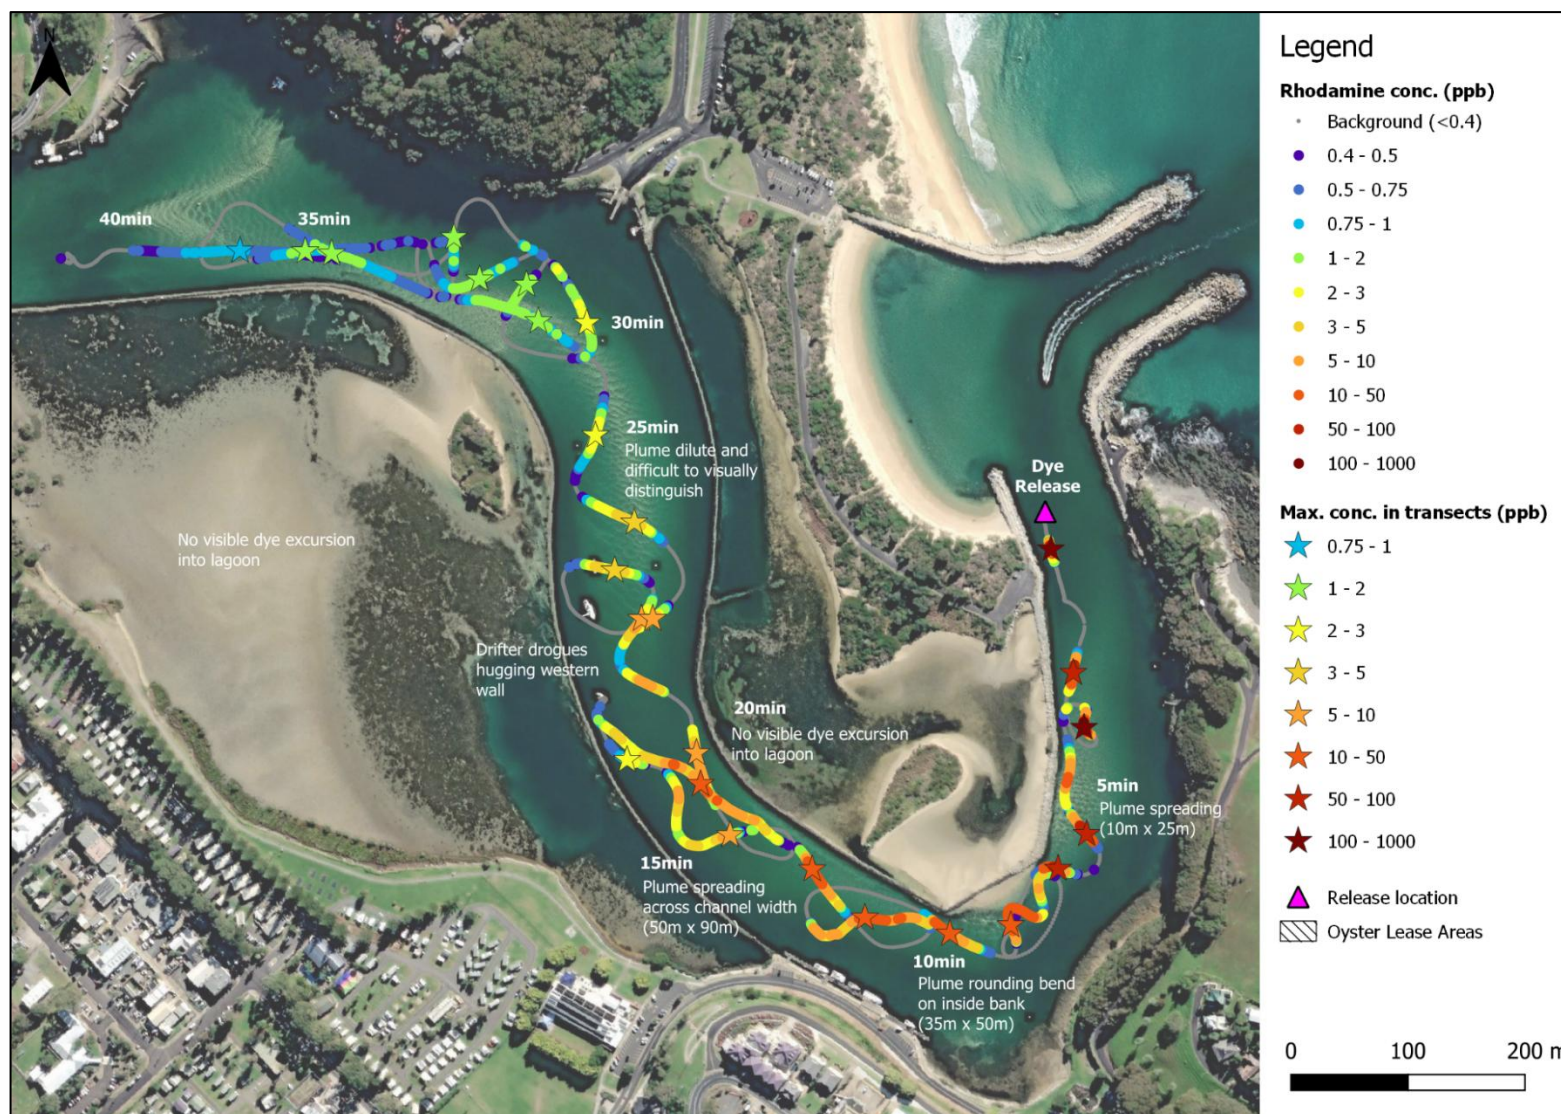 N
40min
35min
30min
25min
Plume dilute and
difficult to visually
distinguish
Dye
Release
No visible dye excursion
into lagoon
Drifter drogues
hugging western
wall
20min
No visible dye excursion
into lagoon
5min
Plume spreading
(10m x 25m)
15min
Plume spreading
across channel width
(50m x 90m)
10min
Plume rounding bend
on inside bank
(35m x 50m)
Legend
Rhodamine conc. (ppb)
Background (<0.4)
0.4 - 0.5
0.5 - 0.75
0.75 - 1
1 - 2
2 - 3
3 - 5
5 - 10
10 - 50
50 - 100
100 - 1000
Max. conc. in transects (ppb)
0.75 - 1
1 - 2
2 - 3
3 - 5
5 - 10
10 - 50
50 - 100
100 - 1000
Release location
Oyster Lease Areas
0 100 200 m